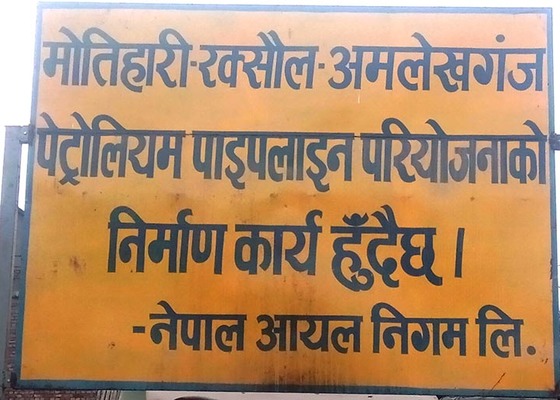 मोतिहारी-रक्सौल-अमलेखगंज
पेट्रोलियम पाइपलाइन परियोजनाको
निर्माण कार्य हुँदैछ ।
-नेपाल आयल निगम लि.